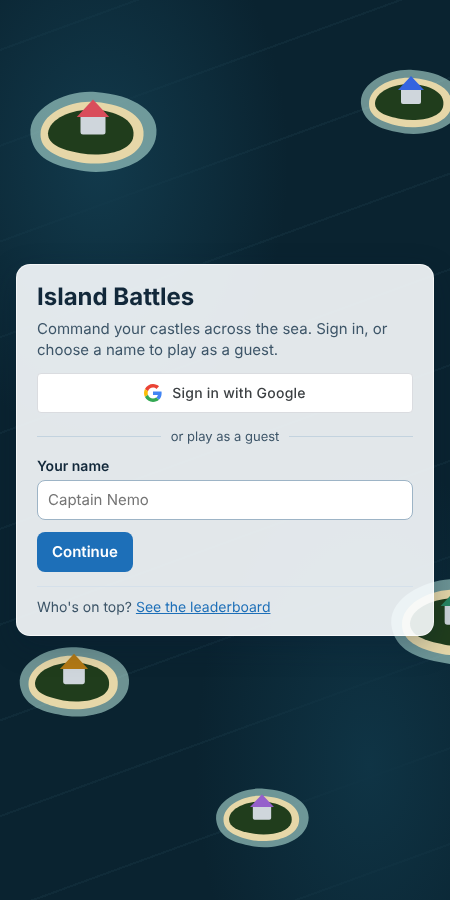 Island Battles
Command your castles across the sea. Sign in, or
choose a name to play as a guest.
Sign in with Google
or play as a guest
Your name
Captain Nemo
Continue
Who's on top? See the leaderboard